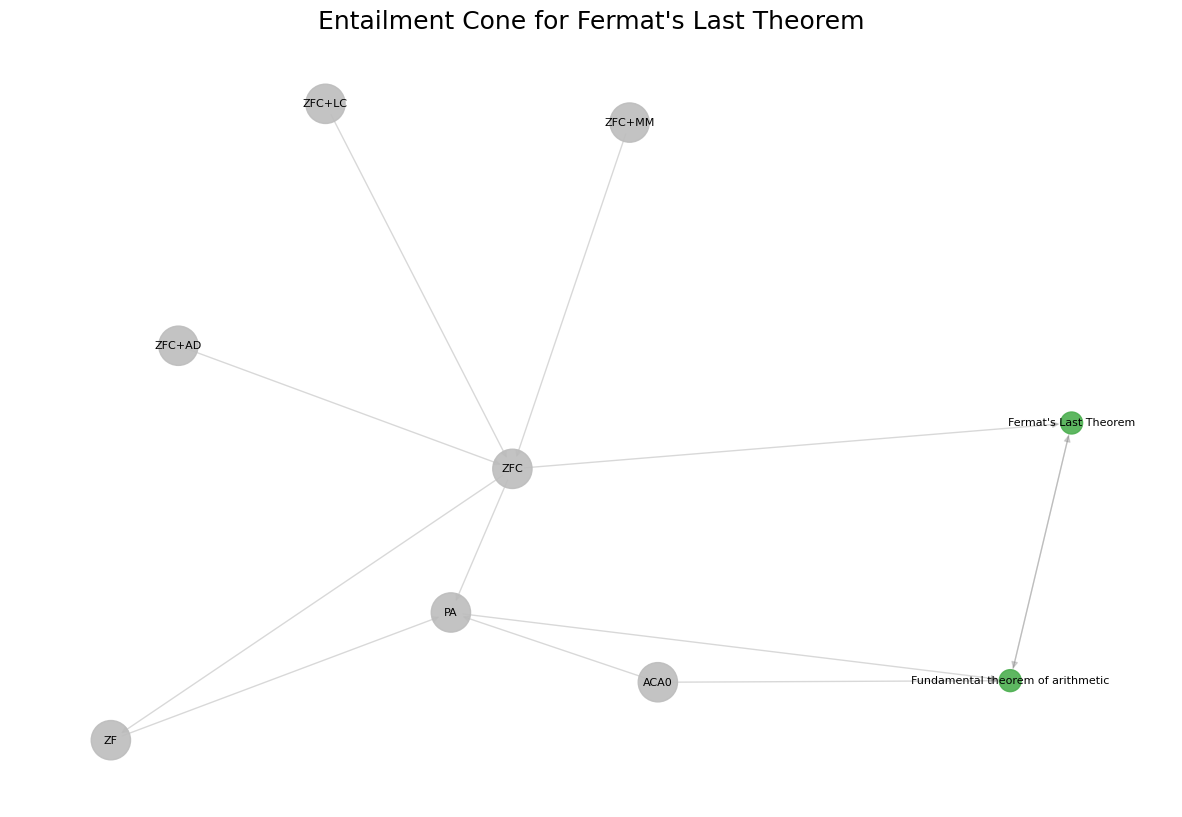 Entailment Cone for Fermat's Last Theorem
ZFC+LC
ZFC+MM
ZFC+AD
Fermat's Last Theorem
ZFC
PA
ACA0
Fundamental theorem of arithmetic
ZF